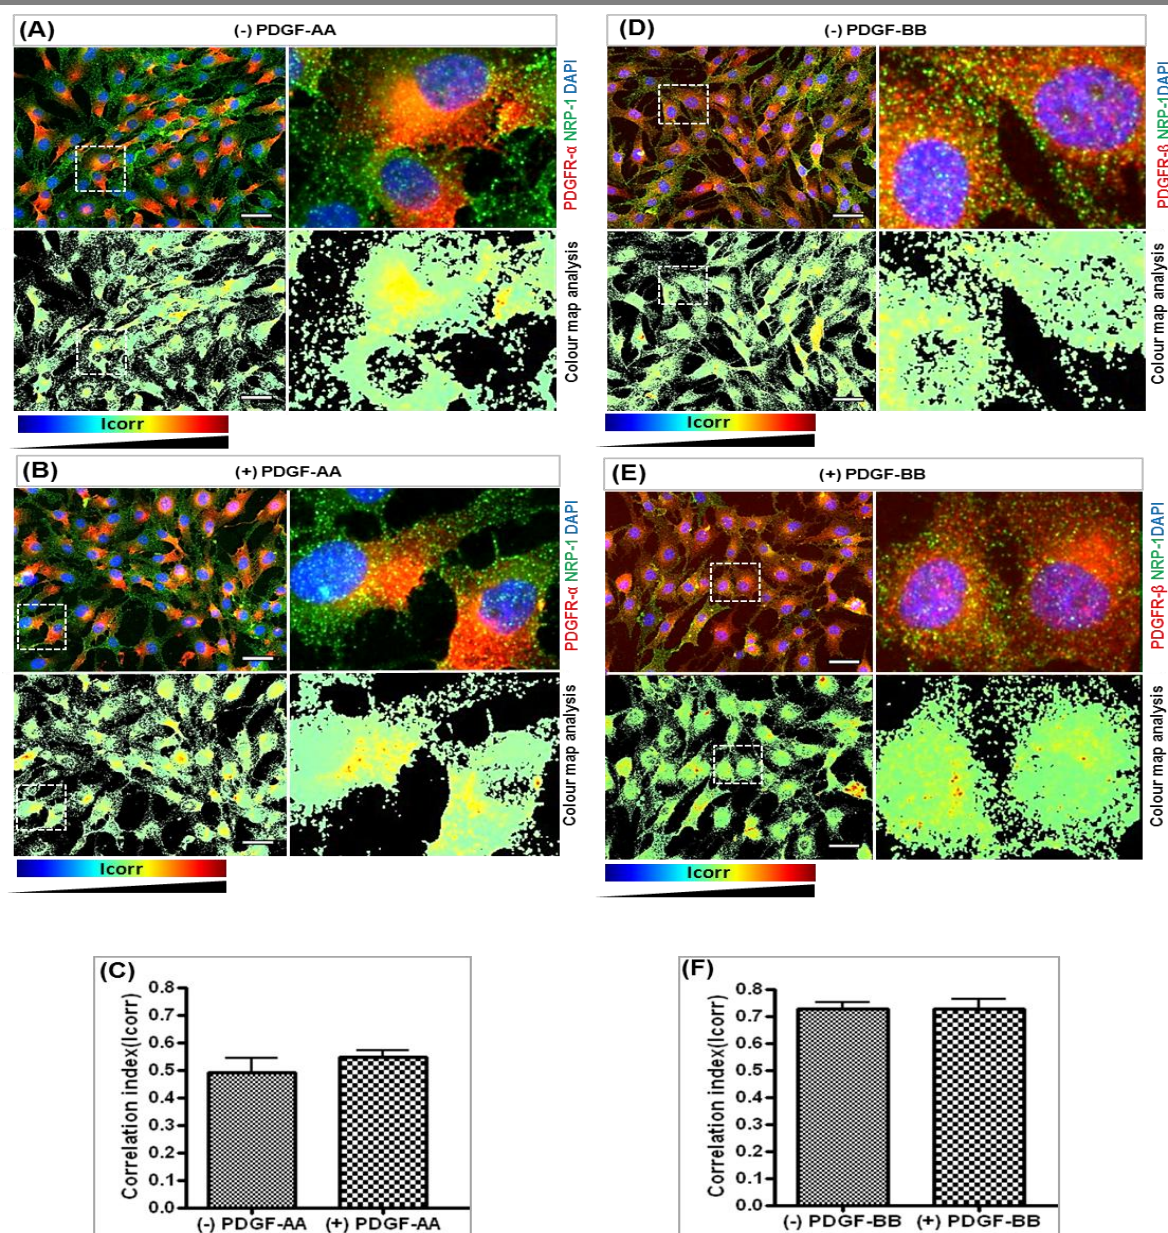 (A)
(-) PDGF-AA
PDGFR-α NRP-1 DAPI
Colour map analysis
Icorr
(B)
(+) PDGF-AA
PDGFR-α NRP-1 DAPI
Colour map analysis
Icorr
(C)
Correlation index(Icorr)
0.8
0.7
0.6
0.5
0.4
0.3
0.2
0.1
0.0
(-) PDGF-AA
(+) PDGF-AA
(D)
(-) PDGF-BB
PDGFR-ß NRP-1DAPI
Colour map analysis
Icorr
(E)
(+) PDGF-BB
PDGFR-ß NRP-1DAPI
Colour map analysis
Icorr
(F)
Correlation index(Icorr)
0.8
0.7
0.6
0.5
0.4
0.3
0.2
0.1
0.0
(-) PDGF-BB
(+) PDGF-BB